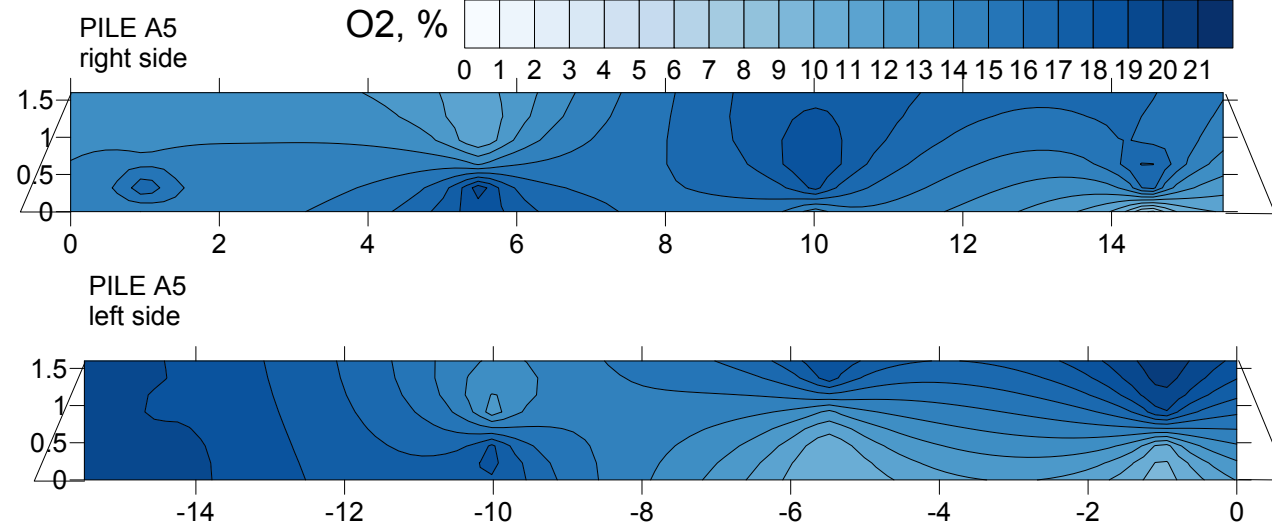 PILE A5
right side
O2, %
0 1 2 3 4 5 6 7 8 9 10 11 12 13 14 15 16 17 18 19 20 21
1.5
1
0.5
0
0 2 4 6 8 10 12 14
PILE A5
left side
1.5
1
0.5
0
-14 -12 -10 -8 -6 -4 -2 0